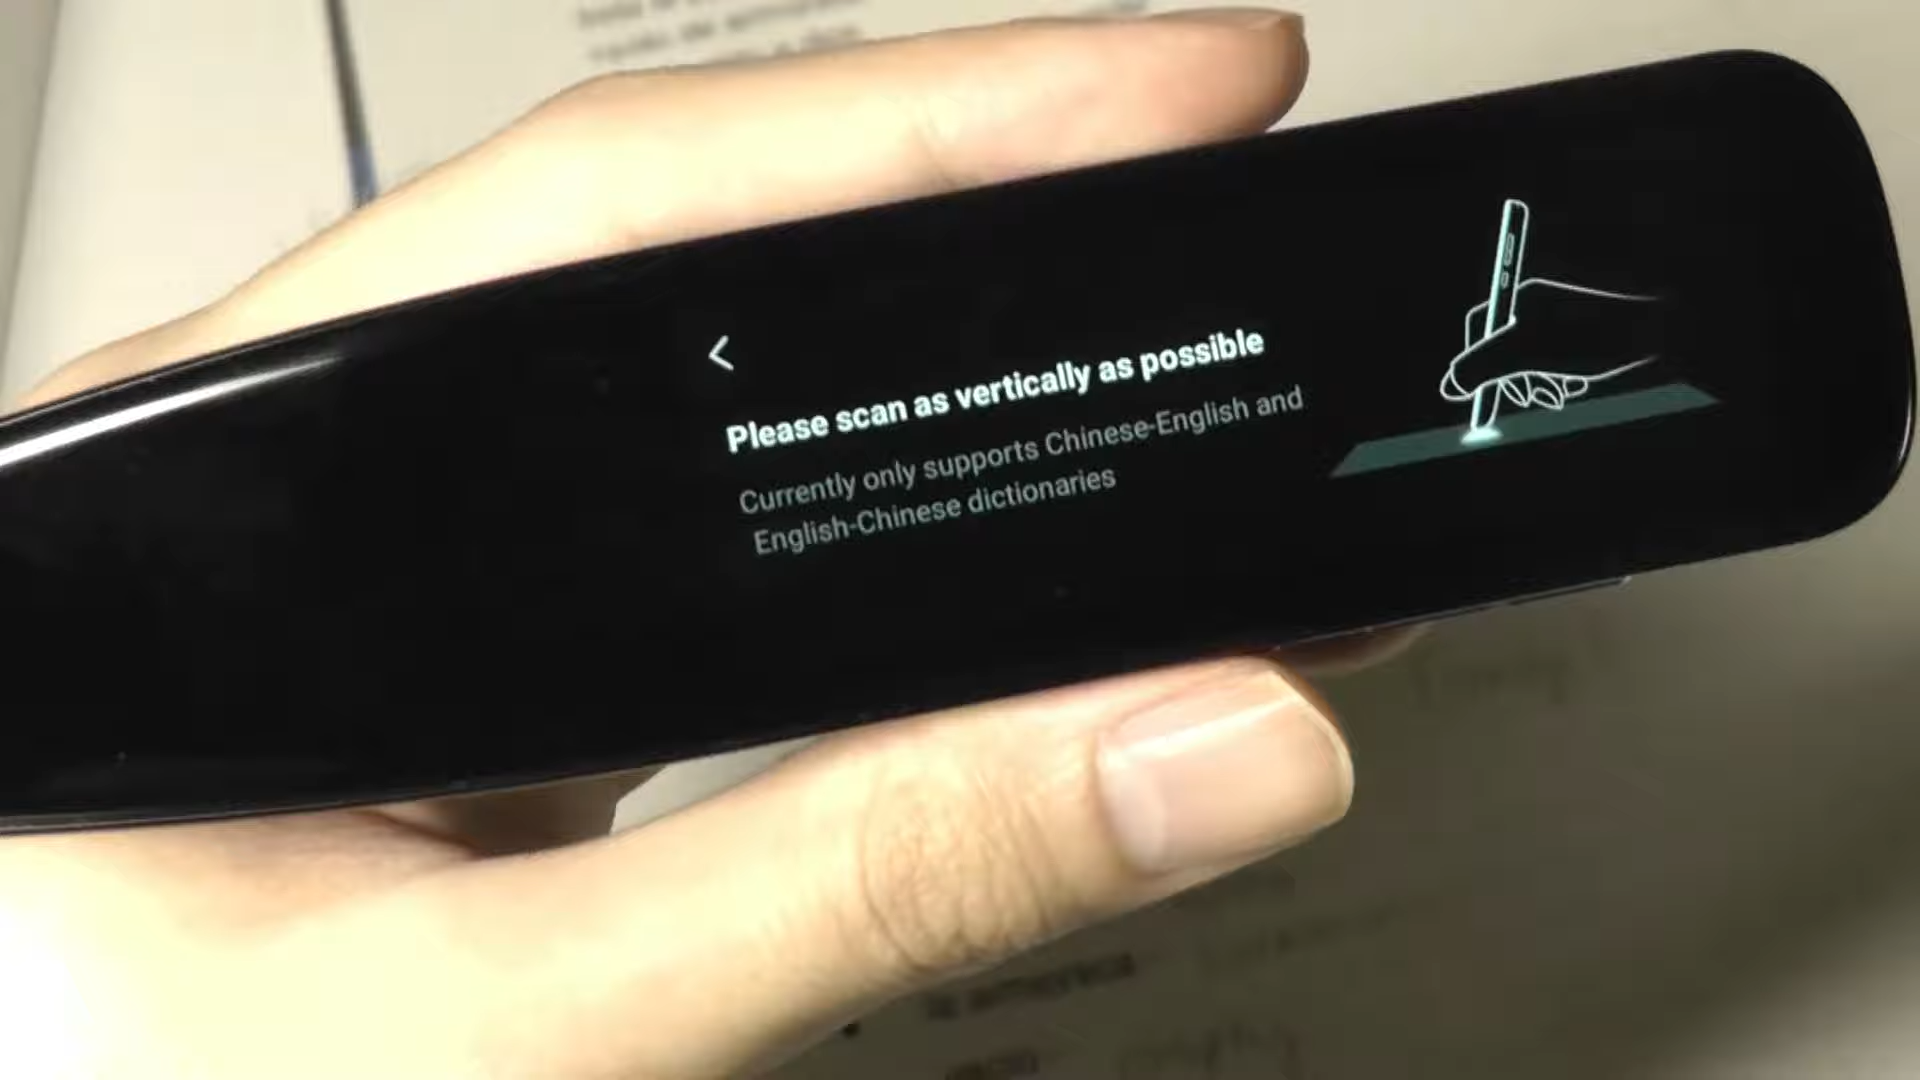 Please scan as vertically as possible
Currently only supports Chinese-English and
English-Chinese dictionaries